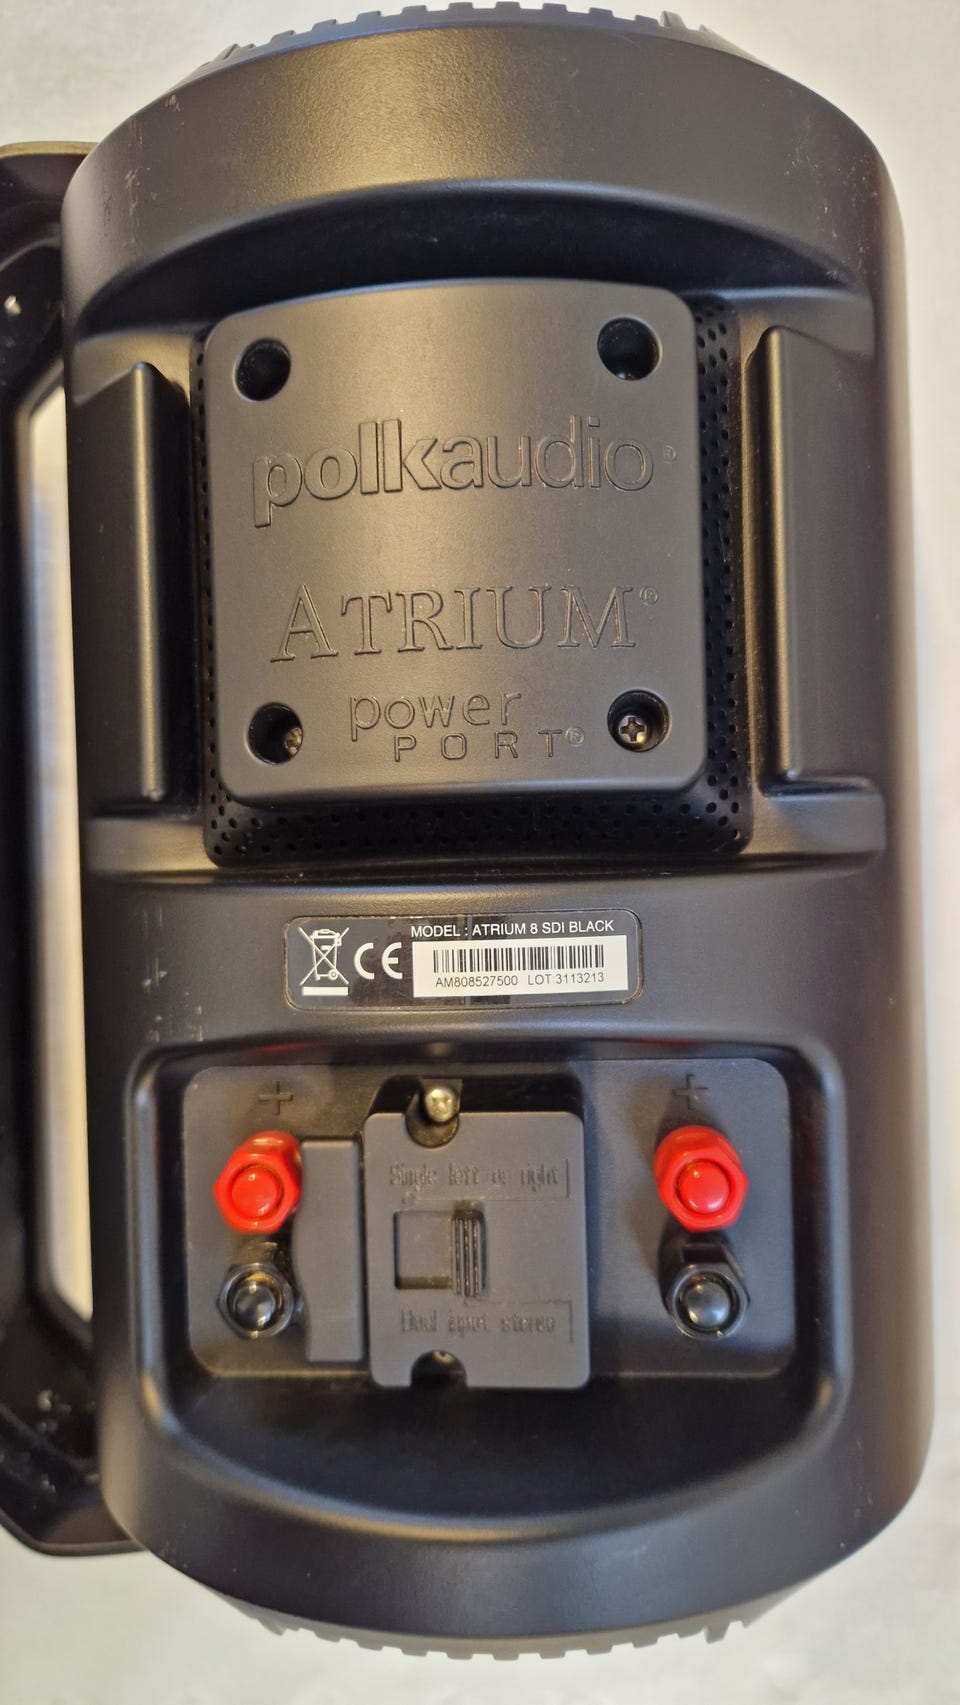 polkaudio®
ATRIUM®
power
PORT®
MODEL : ATRIUM 8 SDI BLACK
CE
AM808527500 LOT:3113213
+ +
Single left or right
Dual input stereo